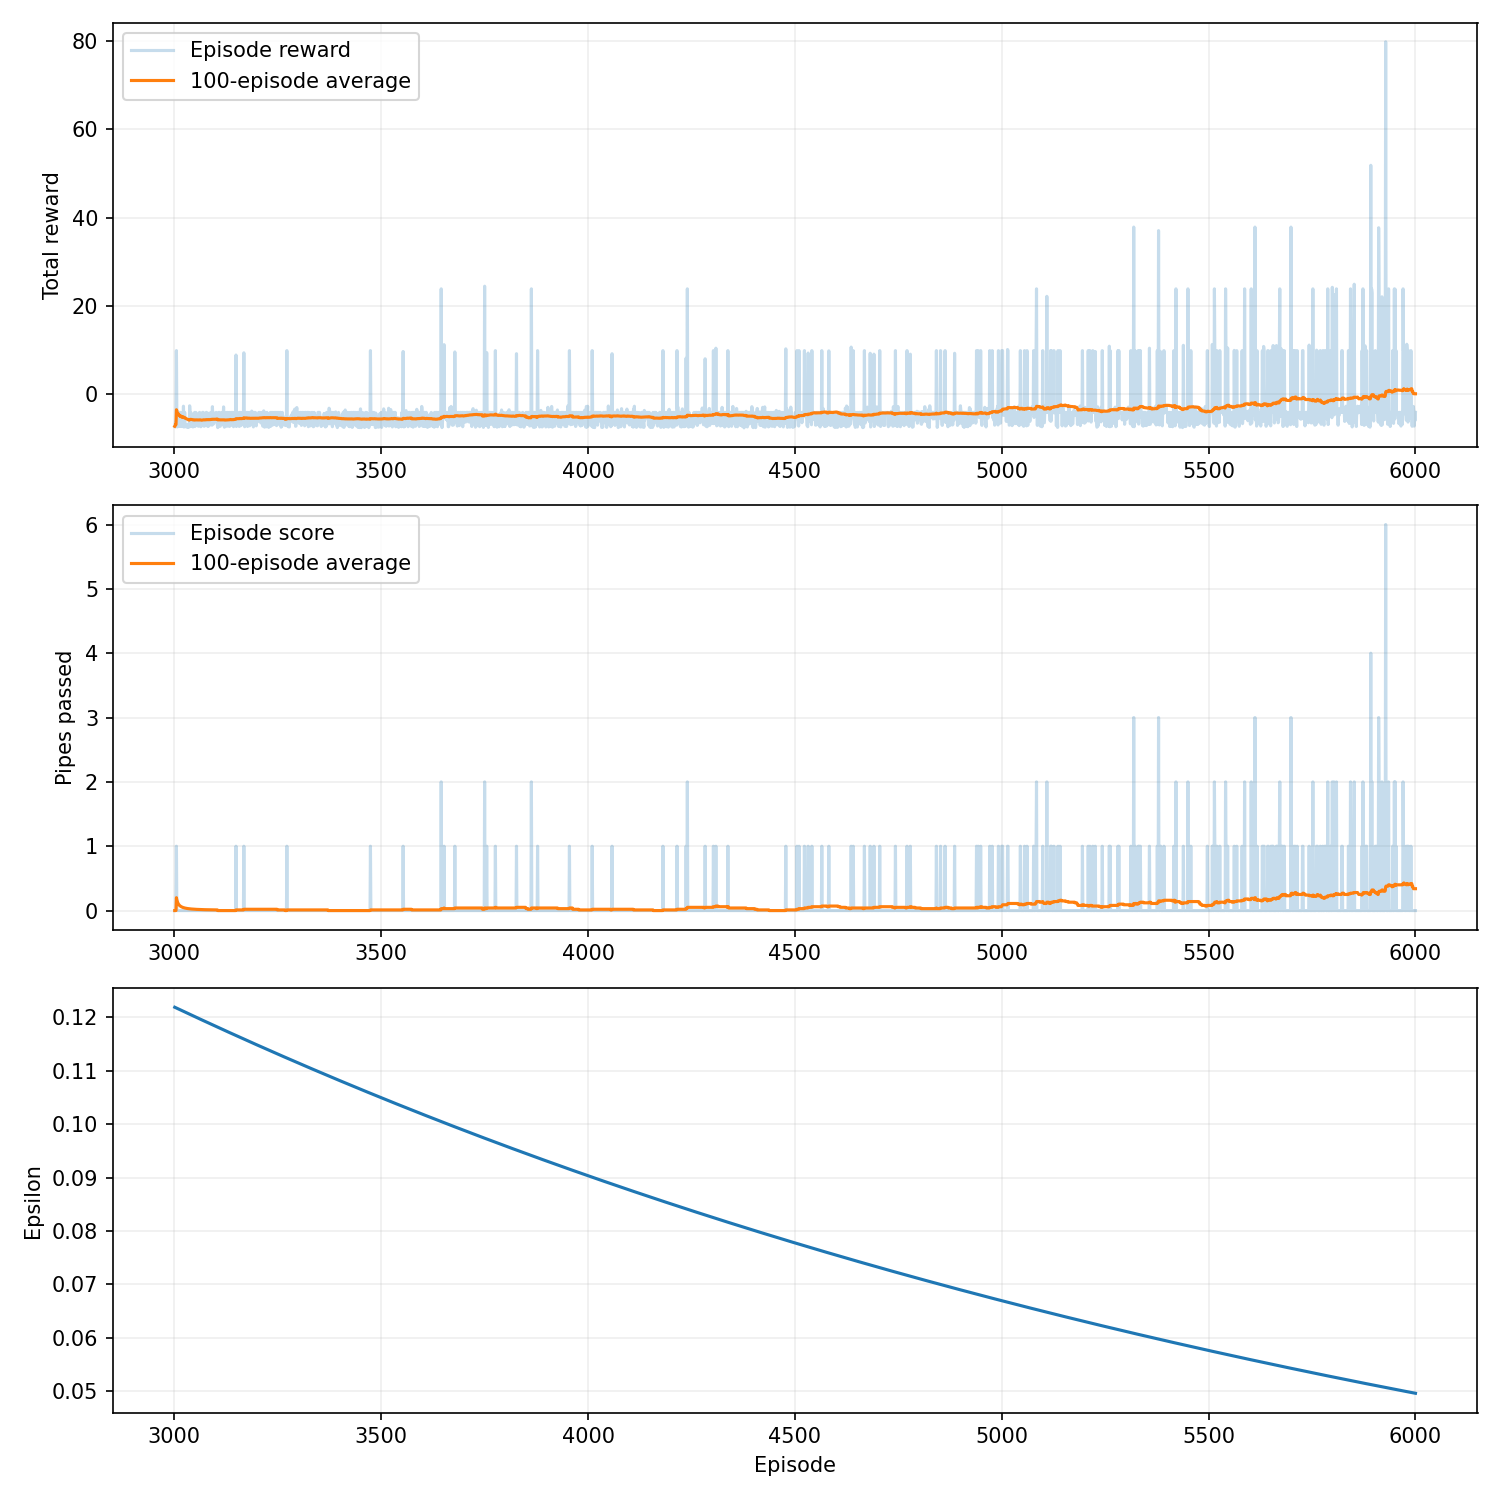 Episode reward
100-episode average
Total reward
80
60
40
20
0
3000 3500 4000 4500 5000 5500 6000
Episode score
100-episode average
Pipes passed
6
5
4
3
2
1
0
3000 3500 4000 4500 5000 5500 6000
Epsilon
0.12
0.11
0.10
0.09
0.08
0.07
0.06
0.05
3000 3500 4000 4500 5000 5500 6000
Episode